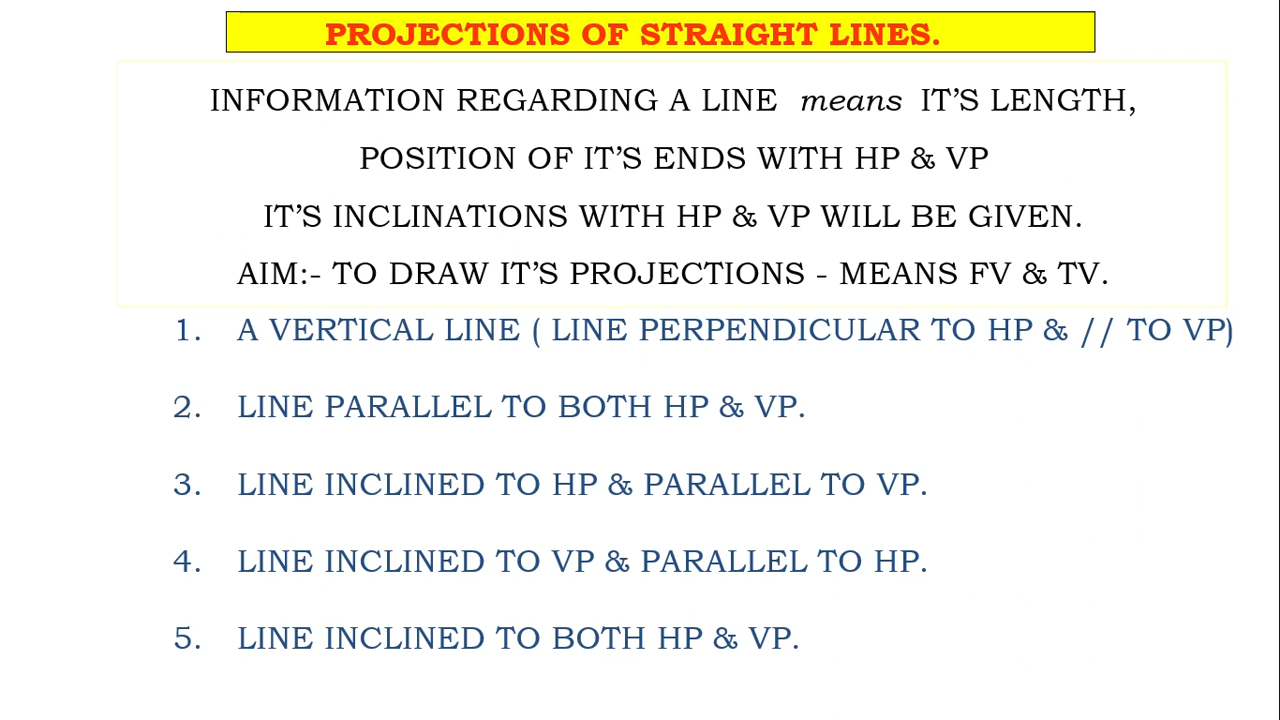 PROJECTIONS OF STRAIGHT LINES.
INFORMATION REGARDING A LINE means IT’S LENGTH,
POSITION OF IT’S ENDS WITH HP & VP
IT’S INCLINATIONS WITH HP & VP WILL BE GIVEN.
AIM:- TO DRAW IT’S PROJECTIONS - MEANS FV & TV.
1. A VERTICAL LINE ( LINE PERPENDICULAR TO HP & // TO VP)
2. LINE PARALLEL TO BOTH HP & VP.
3. LINE INCLINED TO HP & PARALLEL TO VP.
4. LINE INCLINED TO VP & PARALLEL TO HP.
5. LINE INCLINED TO BOTH HP & VP.